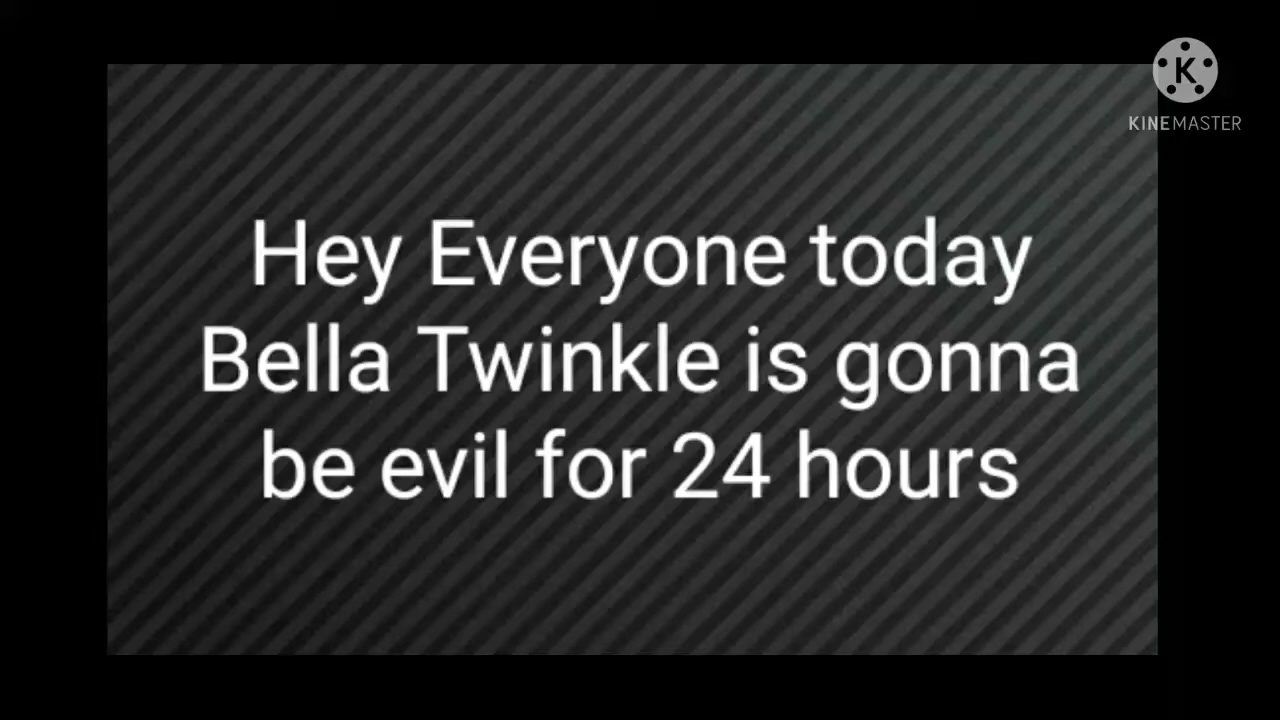 K
KINEMASTER
Hey Everyone today
Bella Twinkle is gonna
be evil for 24 hours